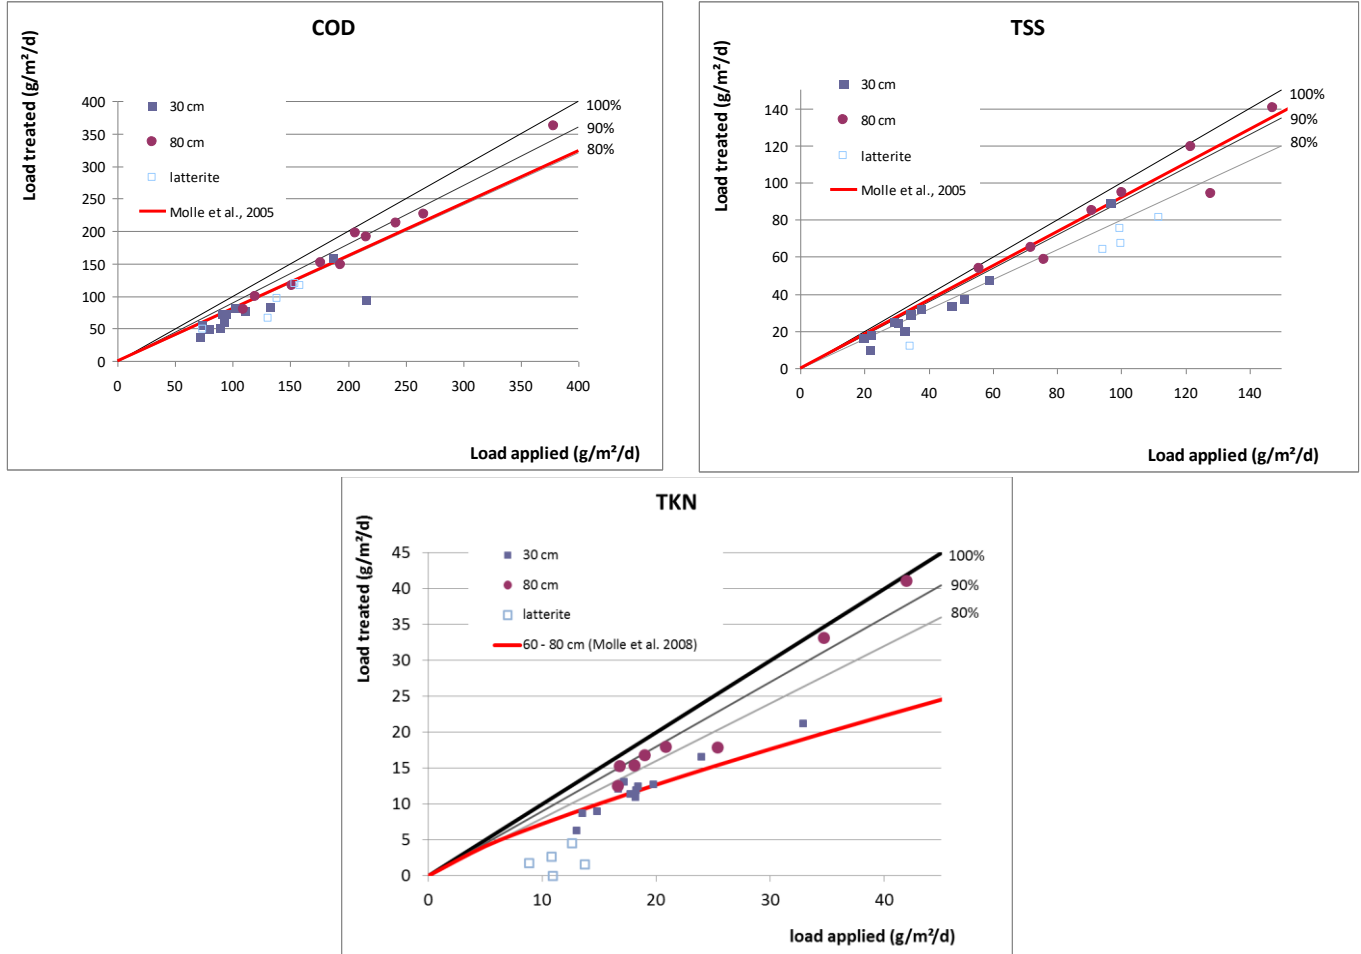 COD
Load treated (g/m²/d)
30 cm
80 cm
latterite
Molle et al., 2005
400
350
300
250
200
150
100
50
0
100%
90%
80%
0 50 100 150 200 250 300 350 400
Load applied (g/m²/d)
TSS
Load treated (g/m²/d)
30 cm
80 cm
latterite
Molle et al., 2005
140
120
100
80
60
40
20
0
100%
90%
80%
0 20 40 60 80 100 120 140
Load applied (g/m²/d)
TKN
Load treated (g/m²/d)
30 cm
80 cm
latterite
60 - 80 cm (Molle et al. 2008)
45
40
35
30
25
20
15
10
5
0
100%
90%
80%
0 10 20 30 40
load applied (g/m²/d)